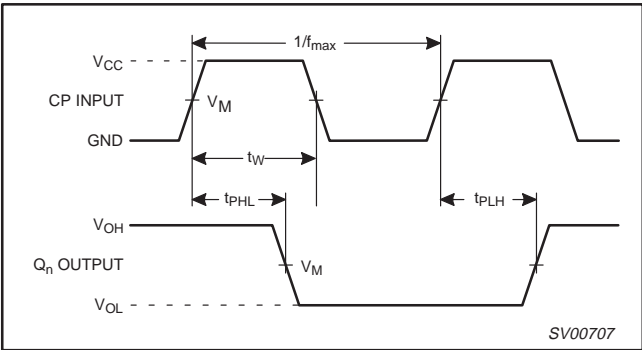 1/fmax
VCC
CP INPUT
VM
GND
tW
tPHL
tPLH
VOH
Qn OUTPUT
VM
VOL
SV00707